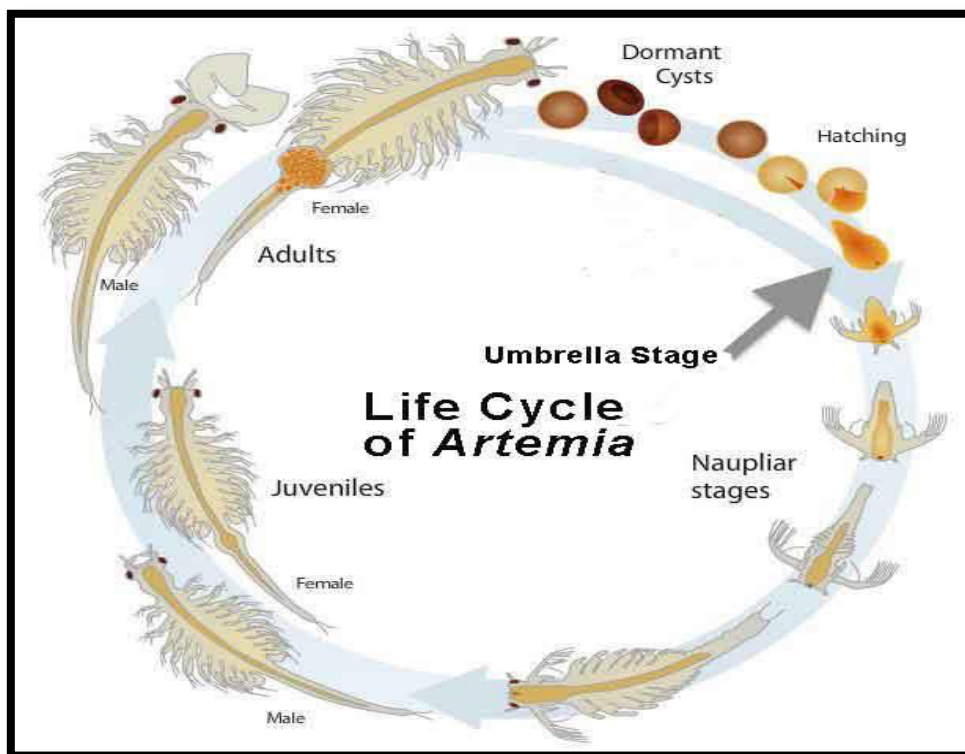 Dormant
Cysts
Hatching
Female
Adults
Male
Umbrella Stage
Life Cycle
of Artemia
Naupliar
stages
Juveniles
Female
Male